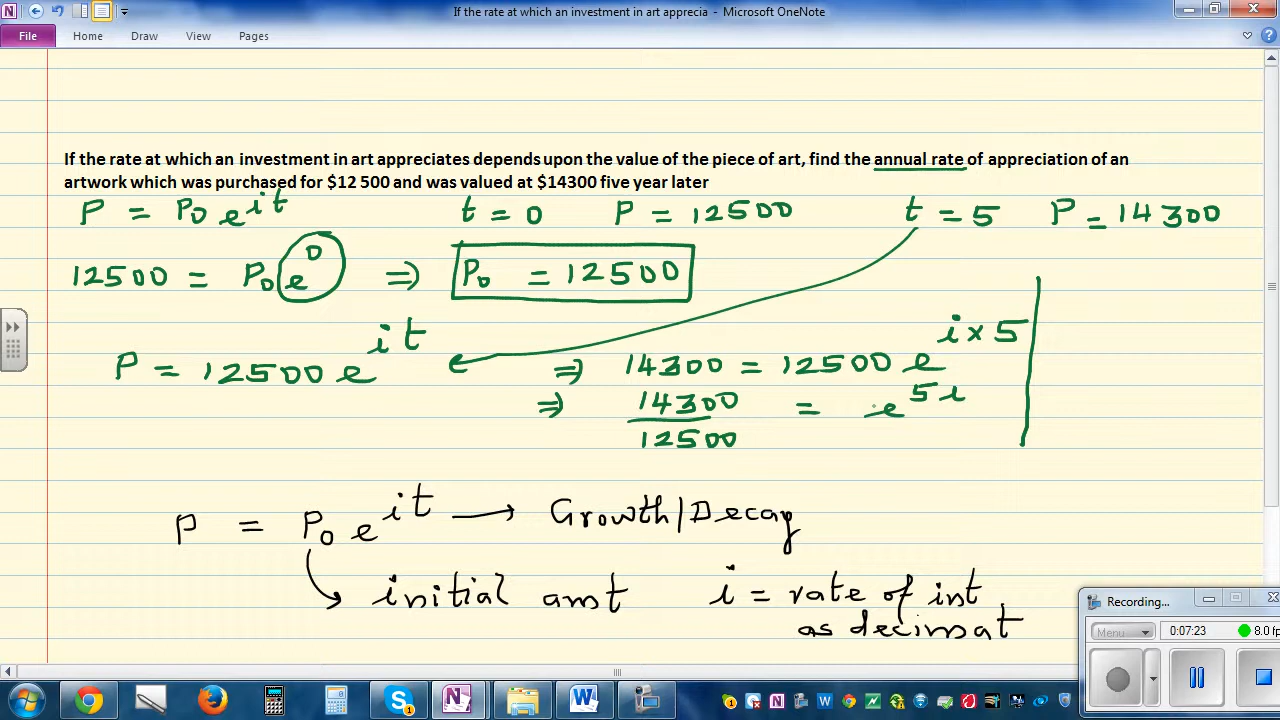 If the rate at which an investment in art apprecia - Microsoft OneNote
File Home Draw View Pages
If the rate at which an investment in art appreciates depends upon the value of the piece of art, find the annual rate of appreciation of an
artwork which was purchased for $12 500 and was valued at $14300 five year later
P = P₀ e^{it} t = 0 P = 12500 t = 5 P = 14300
12500 = P₀ e^0 ⇒ P₀ = 12500
P = 12500 e^{it} ⇒ 14300 = 12500 e^{i×5}
⇒ 14300/12500 = e^{5i}
P = P₀ e^{it} → Growth/Decay
initial amt i = rate of int
as decimal
Recording...
Menu 0:07:23 8.0 fp